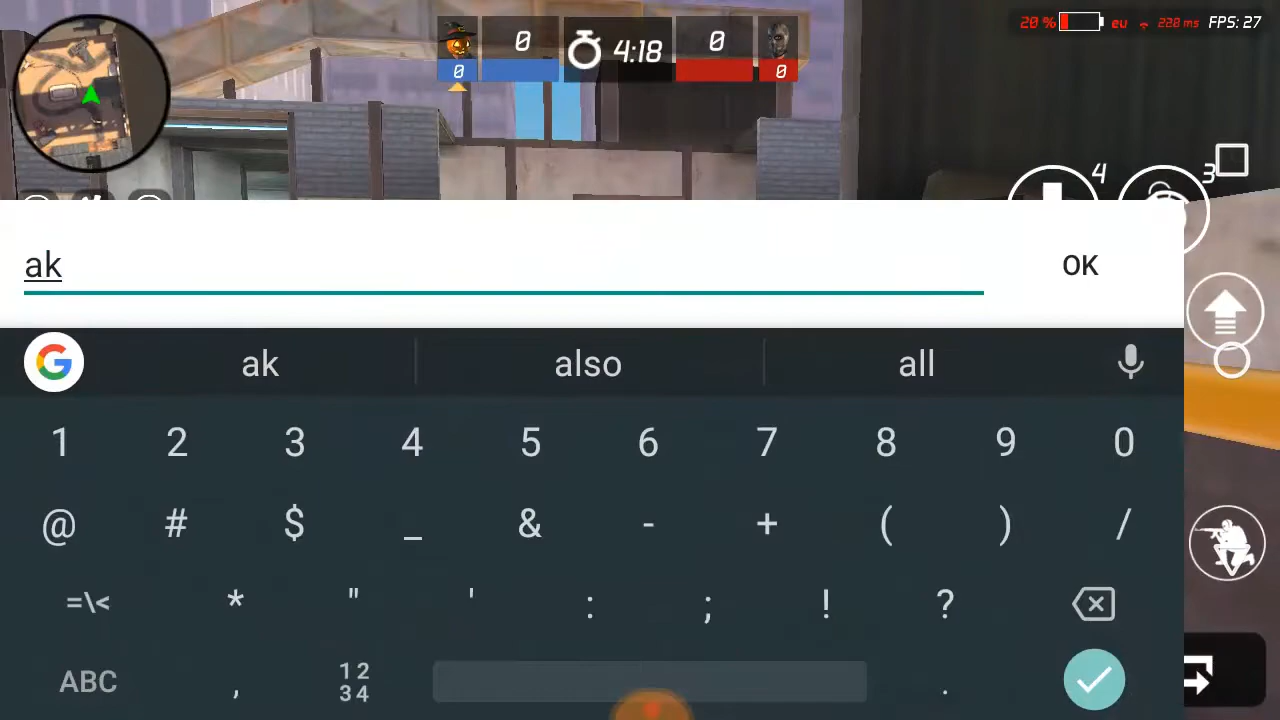 20 % eu 228 ms FPS: 27
0 4:18 0
0 0
4 3
ak OK
G ak also all
1 2 3 4 5 6 7 8 9 0
@ # $ _ & - + ( ) /
=\< * " ' : ; ! ?
ABC , 12 .
34